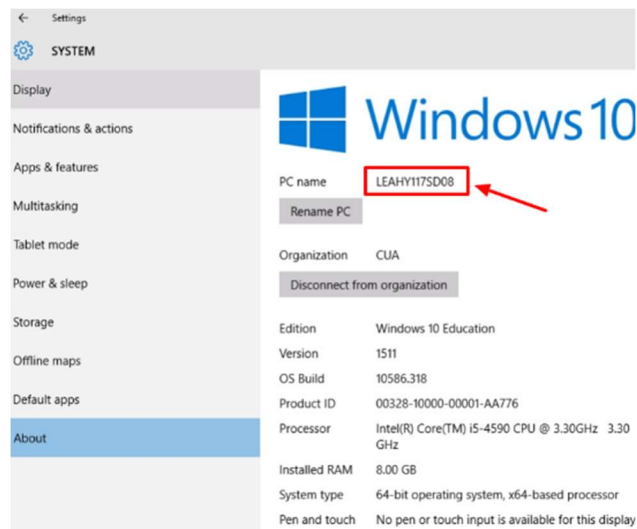 ← Settings
SYSTEM
Display
Notifications & actions
Apps & features
Multitasking
Tablet mode
Power & sleep
Storage
Offline maps
Default apps
About
Windows 10
PC name LEAHY117SD08
Rename PC
Organization CUA
Disconnect from organization
Edition Windows 10 Education
Version 1511
OS Build 10586.318
Product ID 00328-10000-00001-AA776
Processor Intel(R) Core(TM) i5-4590 CPU @ 3.30GHz 3.30
GHz
Installed RAM 8.00 GB
System type 64-bit operating system, x64-based processor
Pen and touch No pen or touch input is available for this display